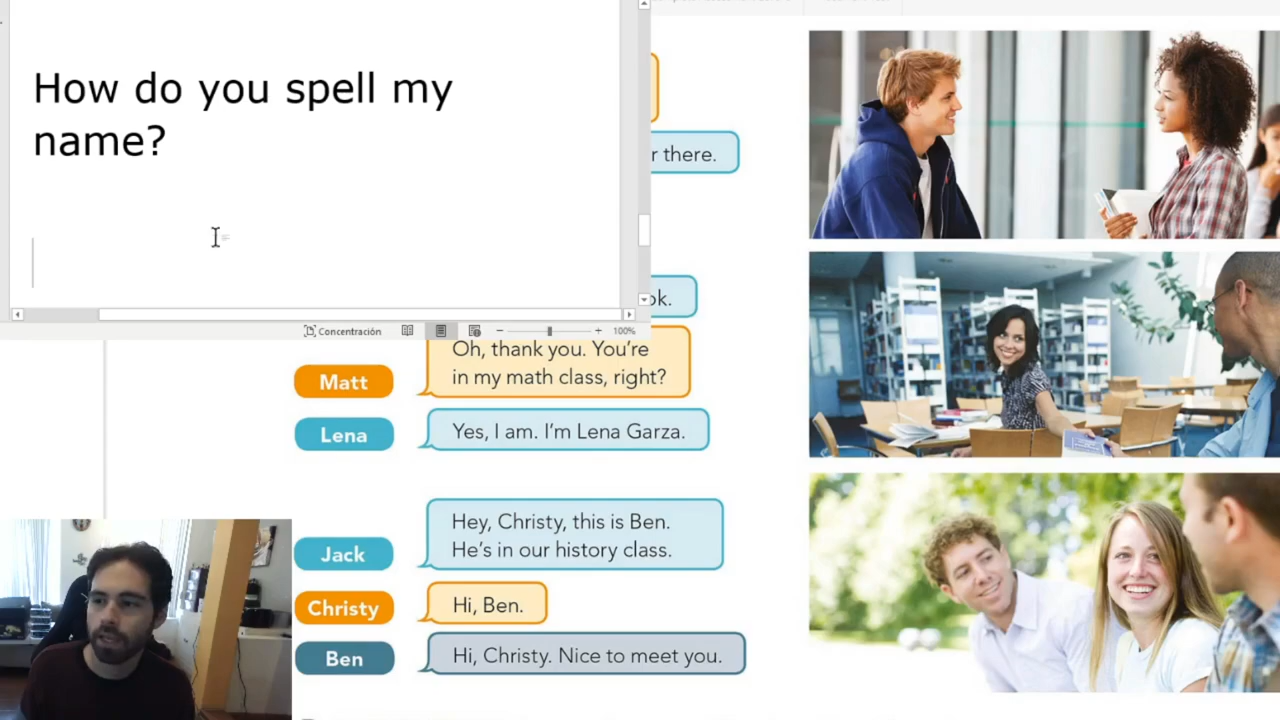 How do you spell my
name?
r there.
ok.
Concentración
100%
Oh, thank you. You're
in my math class, right?
Matt
Lena
Yes, I am. I'm Lena Garza.
Hey, Christy, this is Ben.
He's in our history class.
Jack
Christy
Hi, Ben.
Ben
Hi, Christy. Nice to meet you.